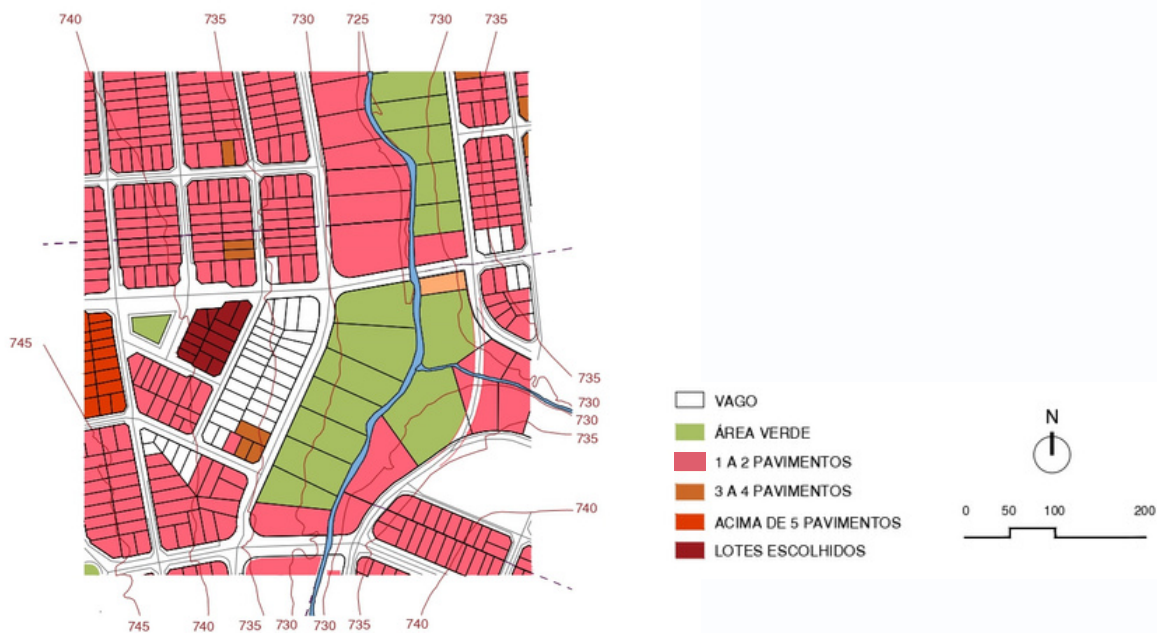 740 735 730 725 730 735
745
735
730
730
735
740
745 740 735 730 730 735 740
VAGO
ÁREA VERDE
1 A 2 PAVIMENTOS
3 A 4 PAVIMENTOS
ACIMA DE 5 PAVIMENTOS
LOTES ESCOLHIDOS
N
0 50 100 200